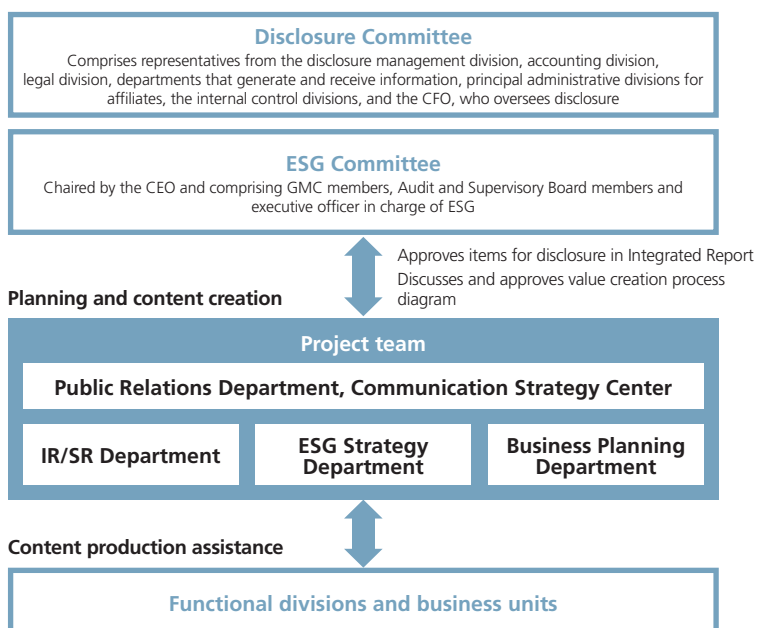 Disclosure Committee
Comprises representatives from the disclosure management division, accounting division,
legal division, departments that generate and receive information, principal administrative divisions for
affiliates, the internal control divisions, and the CFO, who oversees disclosure
ESG Committee
Chaired by the CEO and comprising GMC members, Audit and Supervisory Board members and
executive officer in charge of ESG
Approves items for disclosure in Integrated Report
Discusses and approves value creation process
diagram
Planning and content creation
Project team
Public Relations Department, Communication Strategy Center
IR/SR Department
ESG Strategy
Department
Business Planning
Department
Content production assistance
Functional divisions and business units